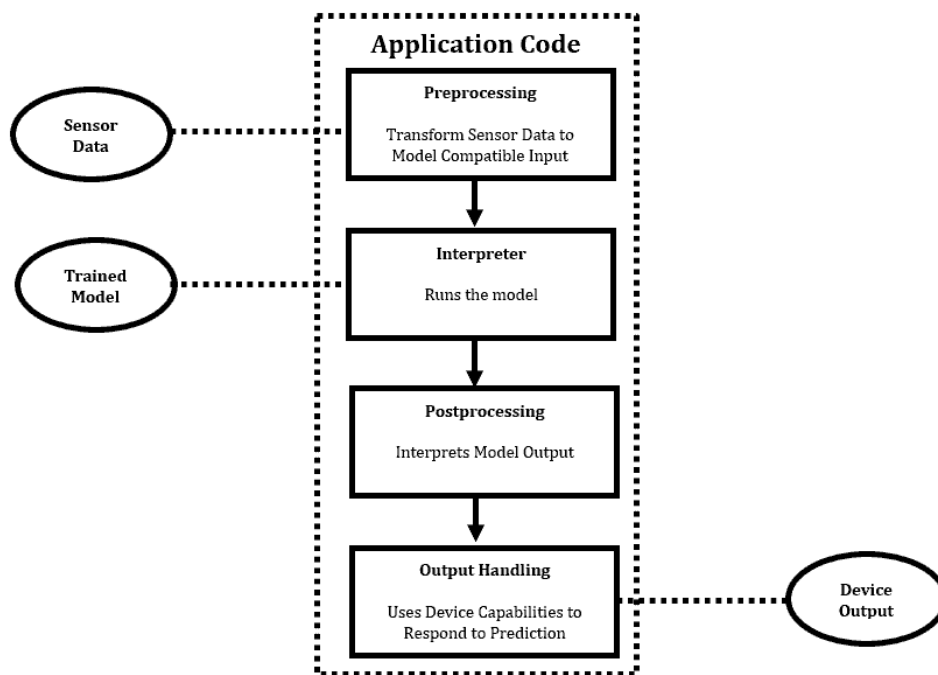 Application Code
Preprocessing
Transform Sensor Data to
Model Compatible Input
Sensor
Data
Interpreter
Runs the model
Trained
Model
Postprocessing
Interprets Model Output
Output Handling
Uses Device Capabilities to
Respond to Prediction
Device
Output